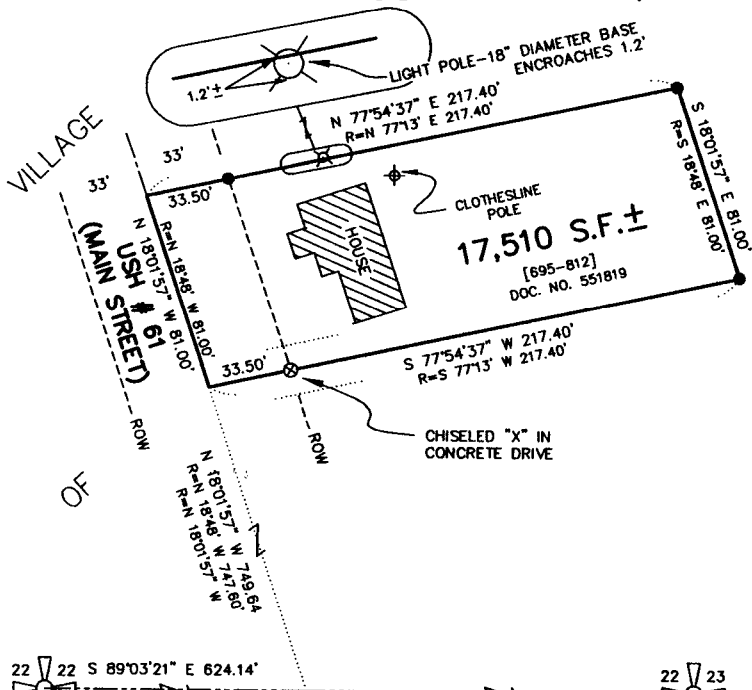 LIGHT POLE-18" DIAMETER BASE
ENCROACHES 1.2'
1.2'±
N 77°54'37" E 217.40'
R=N 77°13' E 217.40'
VILLAGE
33'
33'
33.50'
S 18°01'57" E 81.00'
R=S 18°48' E 81.00'
CLOTHESLINE
POLE
HOUSE
17,510 S.F.±
[695-812]
DOC. NO. 551819
R=N 18°48' W 81.00'
N 18°01'57" W 81.00'
USH # 61
(MAIN STREET)
33.50'
S 77°54'37" W 217.40'
R=S 77°13' W 217.40'
ROW
ROW
CHISELED "X" IN
CONCRETE DRIVE
OF
N 18°01'57" W 749.64
R=N 18°48' W 747.60'
R=N 18°01'57" W
22 22 S 89°03'21" E 624.14'
22 23